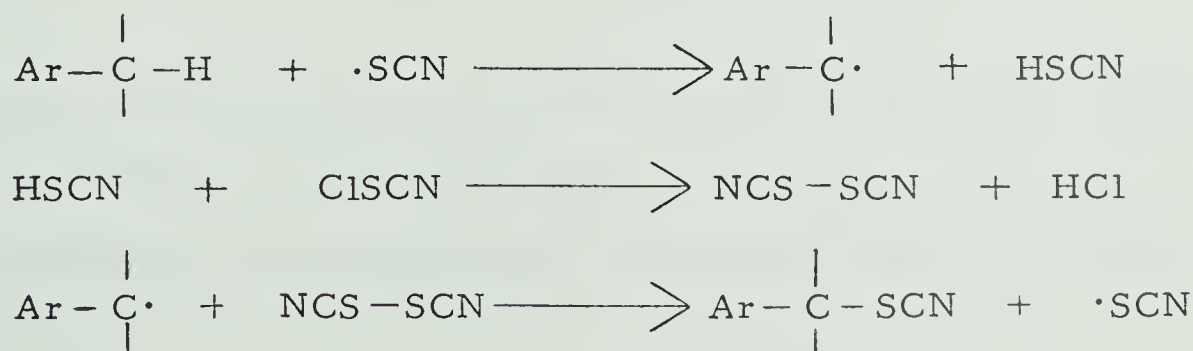 Ar—C—H + ·SCN ⟶ Ar—C· + HSCN
HSCN + ClSCN ⟶ NCS—SCN + HCl
Ar—C· + NCS—SCN ⟶ Ar—C—SCN + ·SCN